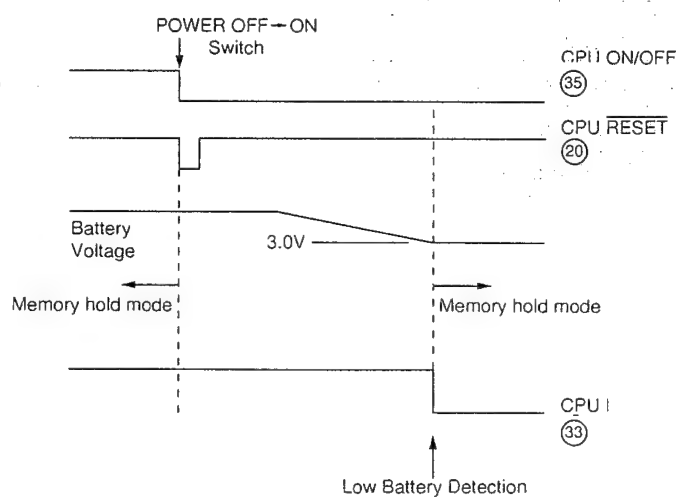 POWER OFF→ON
Switch
CPU ON/OFF
35
CPU RESET
20
Battery
Voltage
3.0V
Memory hold mode
Memory hold mode
CPU I
33
Low Battery Detection